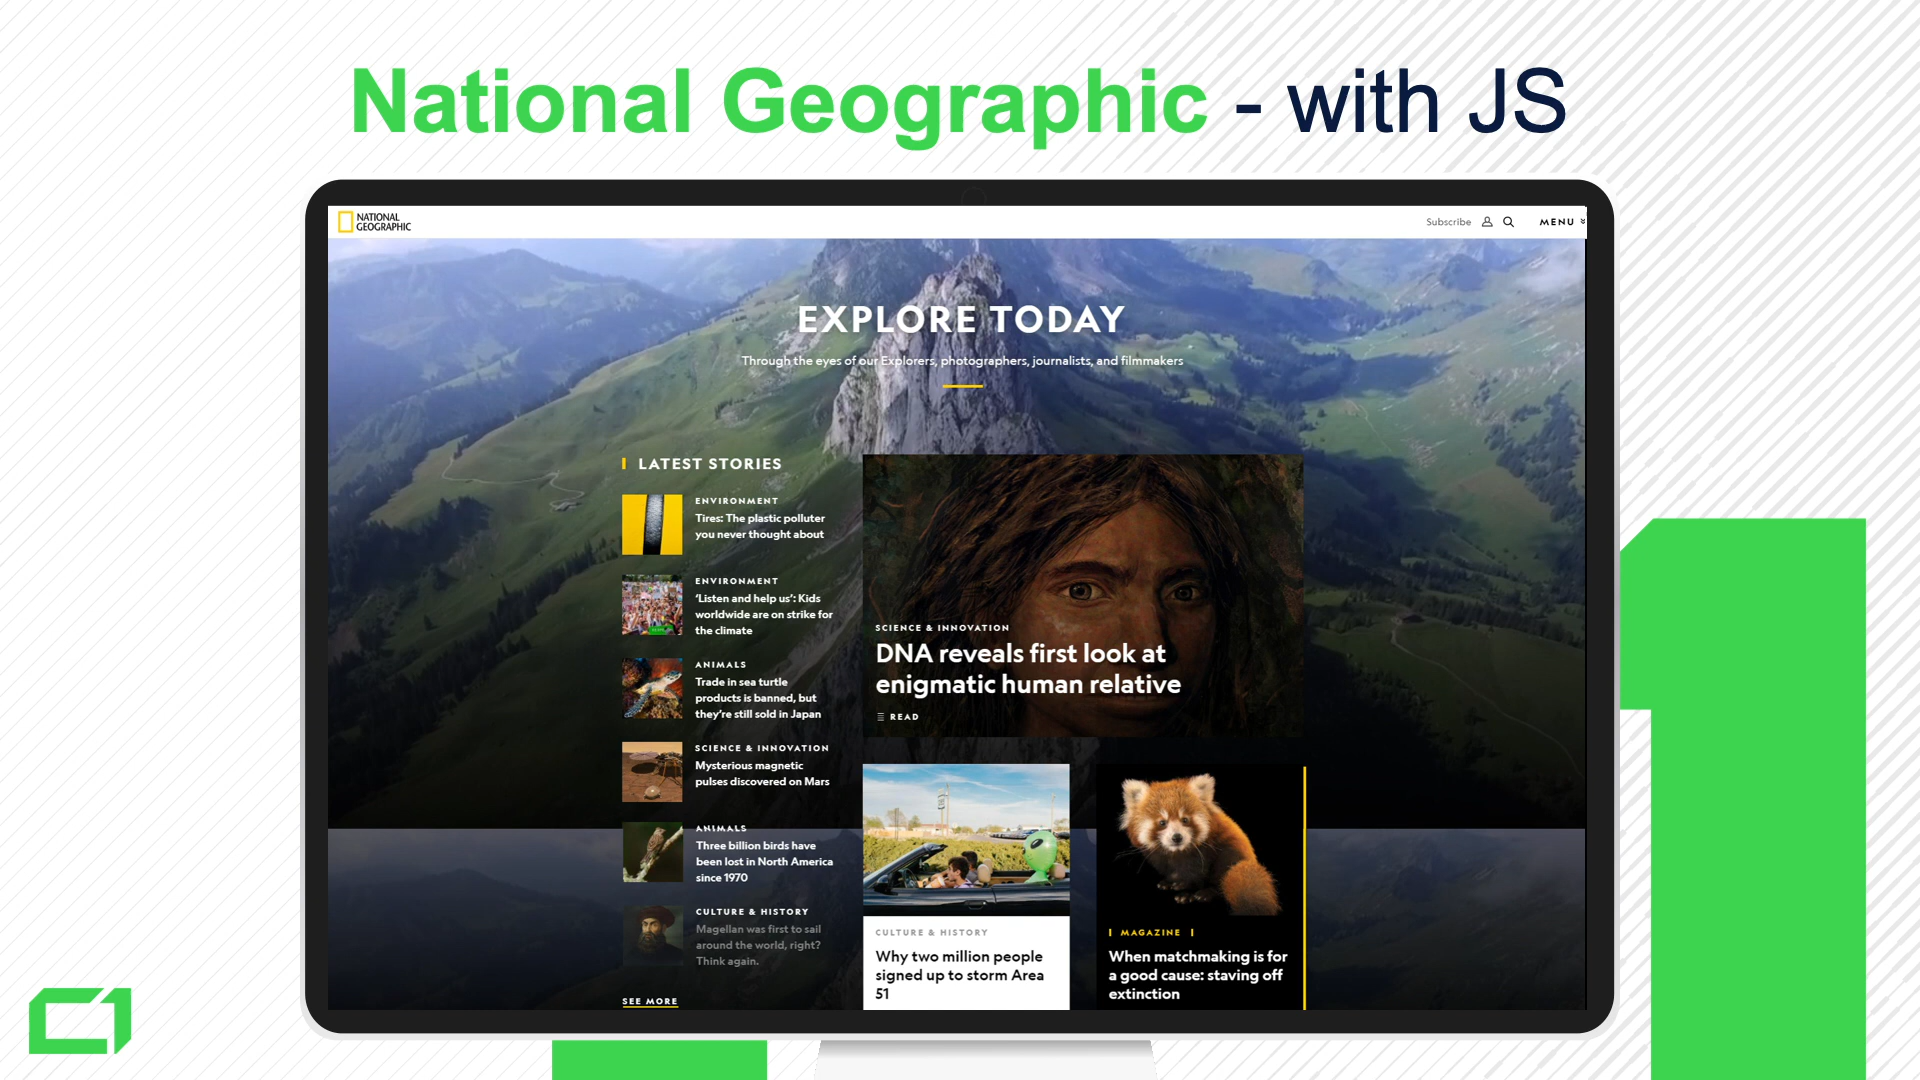 National Geographic - with JS
NATIONAL
GEOGRAPHIC
Subscribe
MENU
EXPLORE TODAY
Through the eyes of our Explorers, photographers, journalists, and filmmakers
LATEST STORIES
ENVIRONMENT
Tires: The plastic polluter
you never thought about
ENVIRONMENT
‘Listen and help us’: Kids
worldwide are on strike for
the climate
ANIMALS
Trade in sea turtle
products is banned, but
they’re still sold in Japan
SCIENCE & INNOVATION
Mysterious magnetic
pulses discovered on Mars
ANIMALS
Three billion birds have
been lost in North America
since 1970
CULTURE & HISTORY
Magellan was first to sail
around the world, right?
Think again.
SEE MORE
SCIENCE & INNOVATION
DNA reveals first look at
enigmatic human relative
READ
CULTURE & HISTORY
Why two million people
signed up to storm Area
51
MAGAZINE
When matchmaking is for
a good cause: staving off
extinction